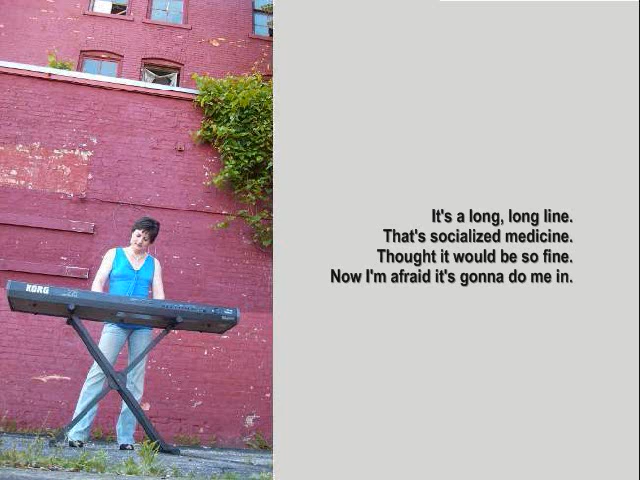 KORG
It's a long, long line.
That's socialized medicine.
Thought it would be so fine.
Now I'm afraid it's gonna do me in.